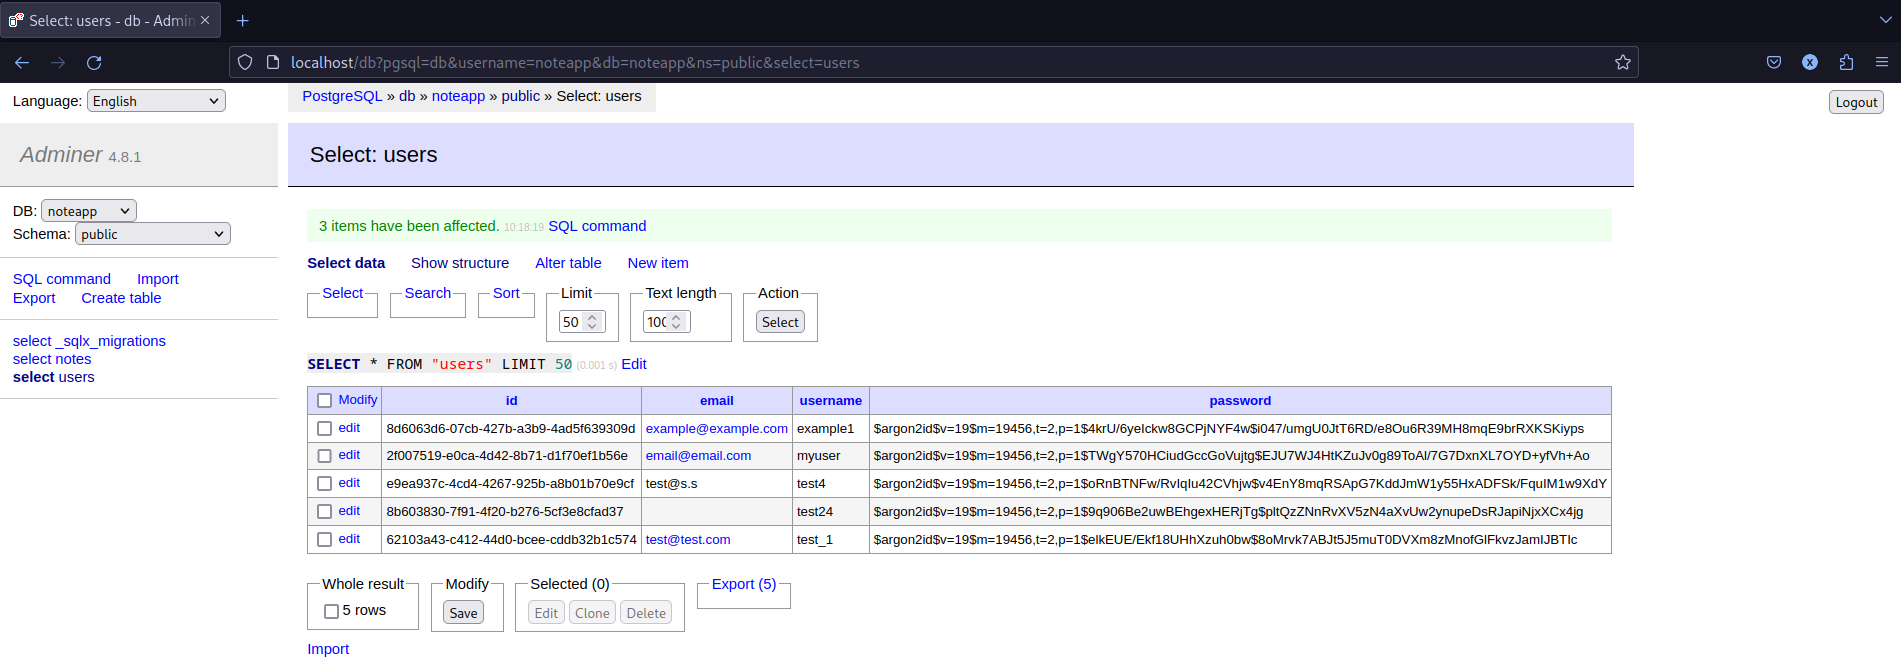 Select: users - db - Admin
localhost/db?pgsql=db&username=noteapp&db=noteapp&ns=public&select=users
Language: English
PostgreSQL » db » noteapp » public » Select: users
Logout
Adminer 4.8.1
Select: users
DB: noteapp
Schema: public
SQL command Import
Export Create table
select _sqlx_migrations
select notes
select users
3 items have been affected. 10:18:19 SQL command
Select data Show structure Alter table New item
Select Search Sort Limit Text length Action
50 100 Select
SELECT * FROM "users" LIMIT 50 (0.001 s) Edit
Modify id email username password
edit 8d6063d6-07cb-427b-a3b9-4ad5f639309d example@example.com example1 $argon2id$v=19$m=19456,t=2,p=1$4krU/6yeIckw8GCPjNYF4w$i047/umgU0JtT6RD/e8Ou6R39MH8mqE9brRXKSKiyps
edit 2f007519-e0ca-4d42-8b71-d1f70ef1b56e email@email.com myuser $argon2id$v=19$m=19456,t=2,p=1$TWgY570HCiudGccGoVujtg$EJU7WJ4HtKZuJv0g89ToAl/7G7DxnXL7OYD+yfVh+Ao
edit e9ea937c-4cd4-4267-925b-a8b01b70e9cf test@s.s test4 $argon2id$v=19$m=19456,t=2,p=1$oRnBTNFw/RvIqIu42CVhjw$v4EnY8mqRSApG7KddJmW1y55HxADFSk/FquIM1w9XdY
edit 8b603830-7f91-4f20-b276-5cf3e8cfad37 test24 $argon2id$v=19$m=19456,t=2,p=1$9q906Be2uwBEhgexHERjTg$pltQzZNnRvXV5zN4aXvUw2ynupeDsRJapiNjxXCx4jg
edit 62103a43-c412-44d0-bcee-cddb32b1c574 test@test.com test_1 $argon2id$v=19$m=19456,t=2,p=1$elkEUE/Ekf18UHhXzuh0bw$8oMrvk7ABJt5J5muT0DVXm8zMnofGlFkvzJamIJBTIc
Whole result Modify Selected (0) Export (5)
5 rows Save Edit Clone Delete
Import